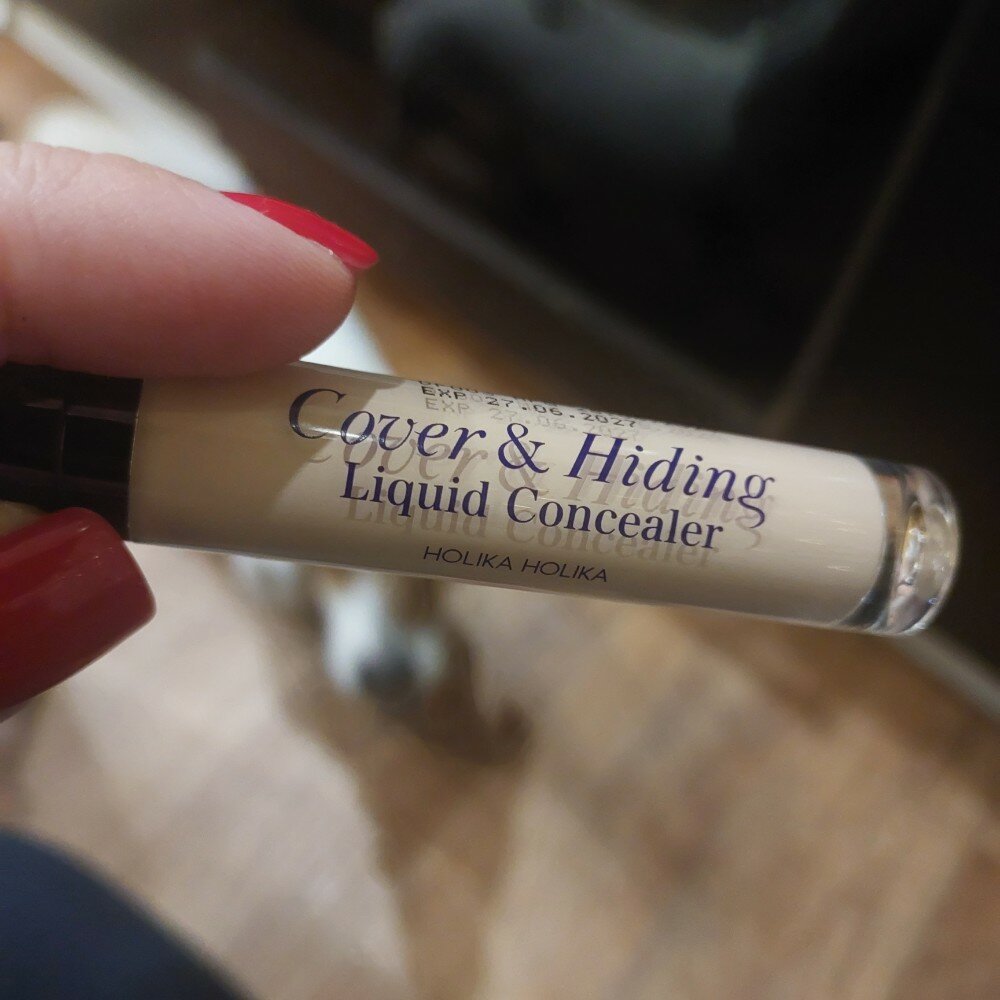 EXP 27.06.2027
Cover & Hiding
Liquid Concealer
HOLIKA HOLIKA